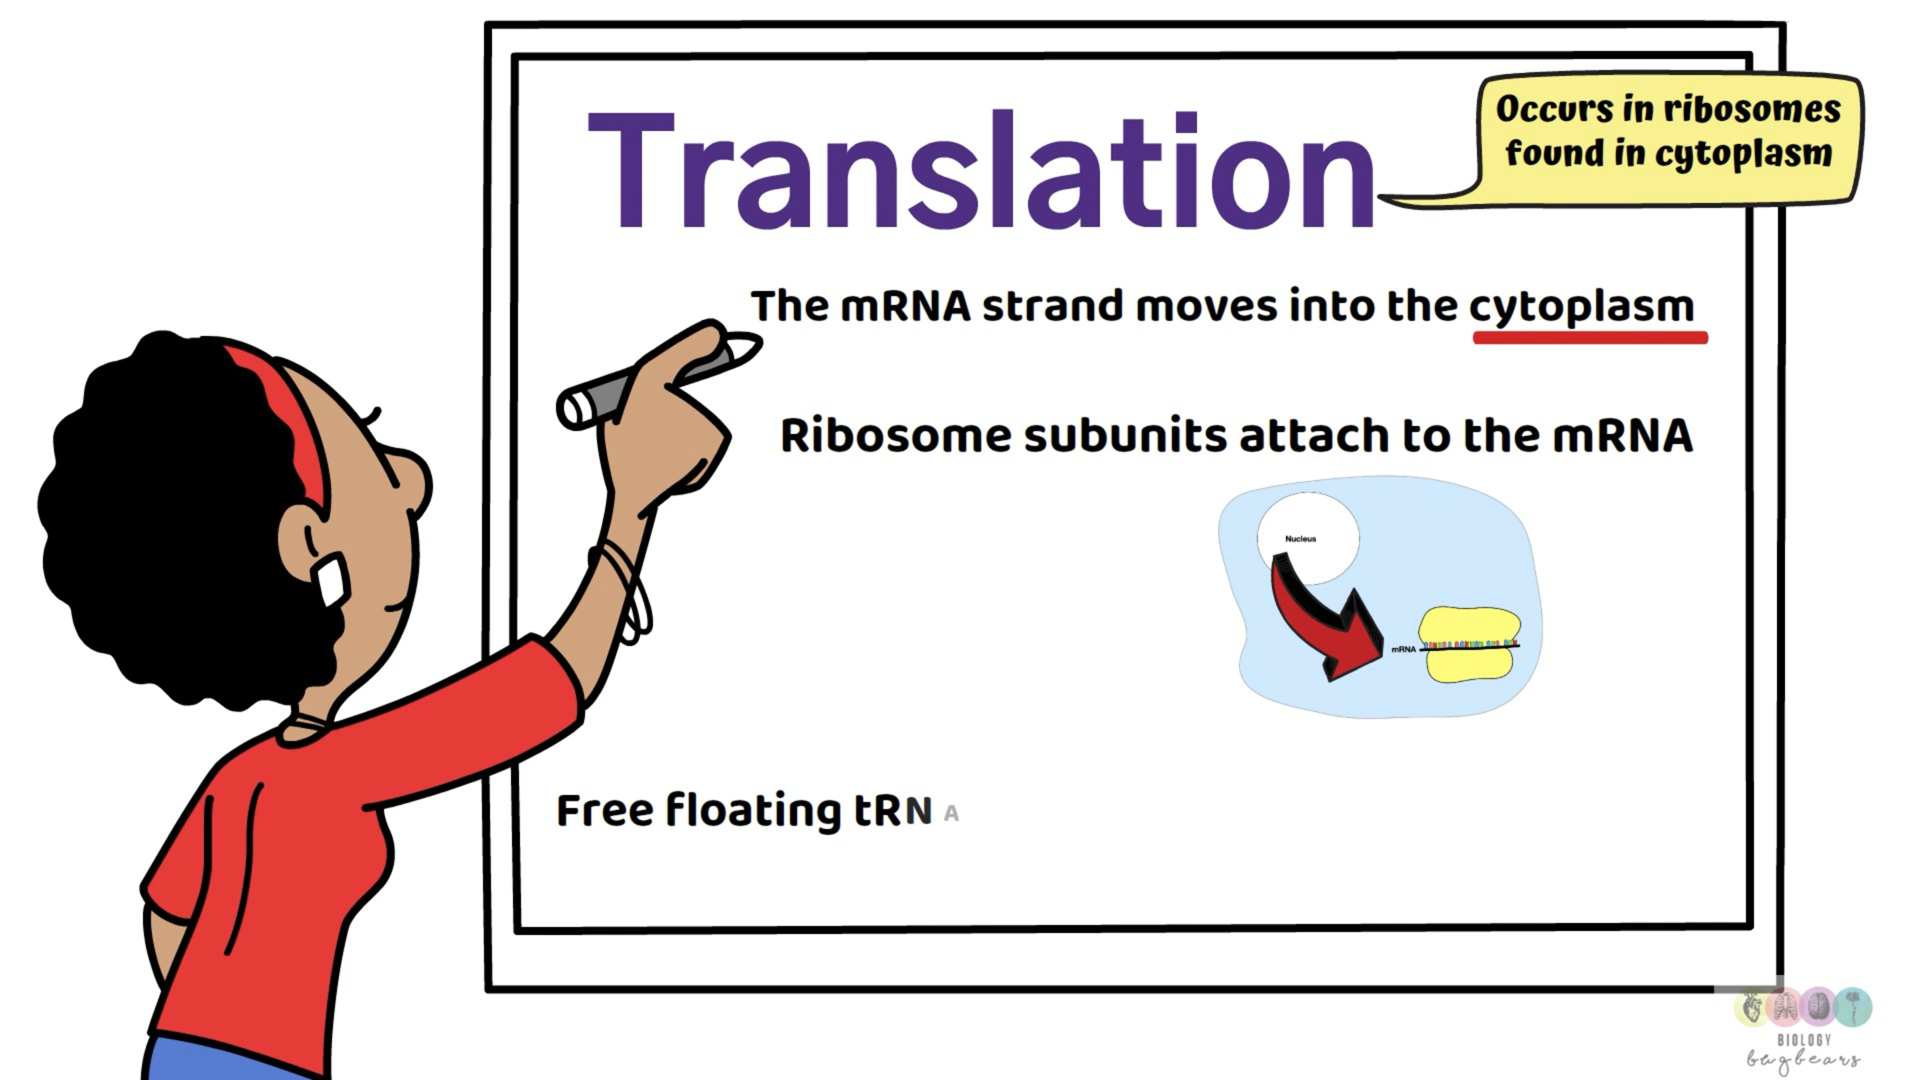 Translation
Occurs in ribosomes
found in cytoplasm
The mRNA strand moves into the cytoplasm
Ribosome subunits attach to the mRNA
Nucleus
mRNA
Free floating tRNA
BIOLOGY
bugbears